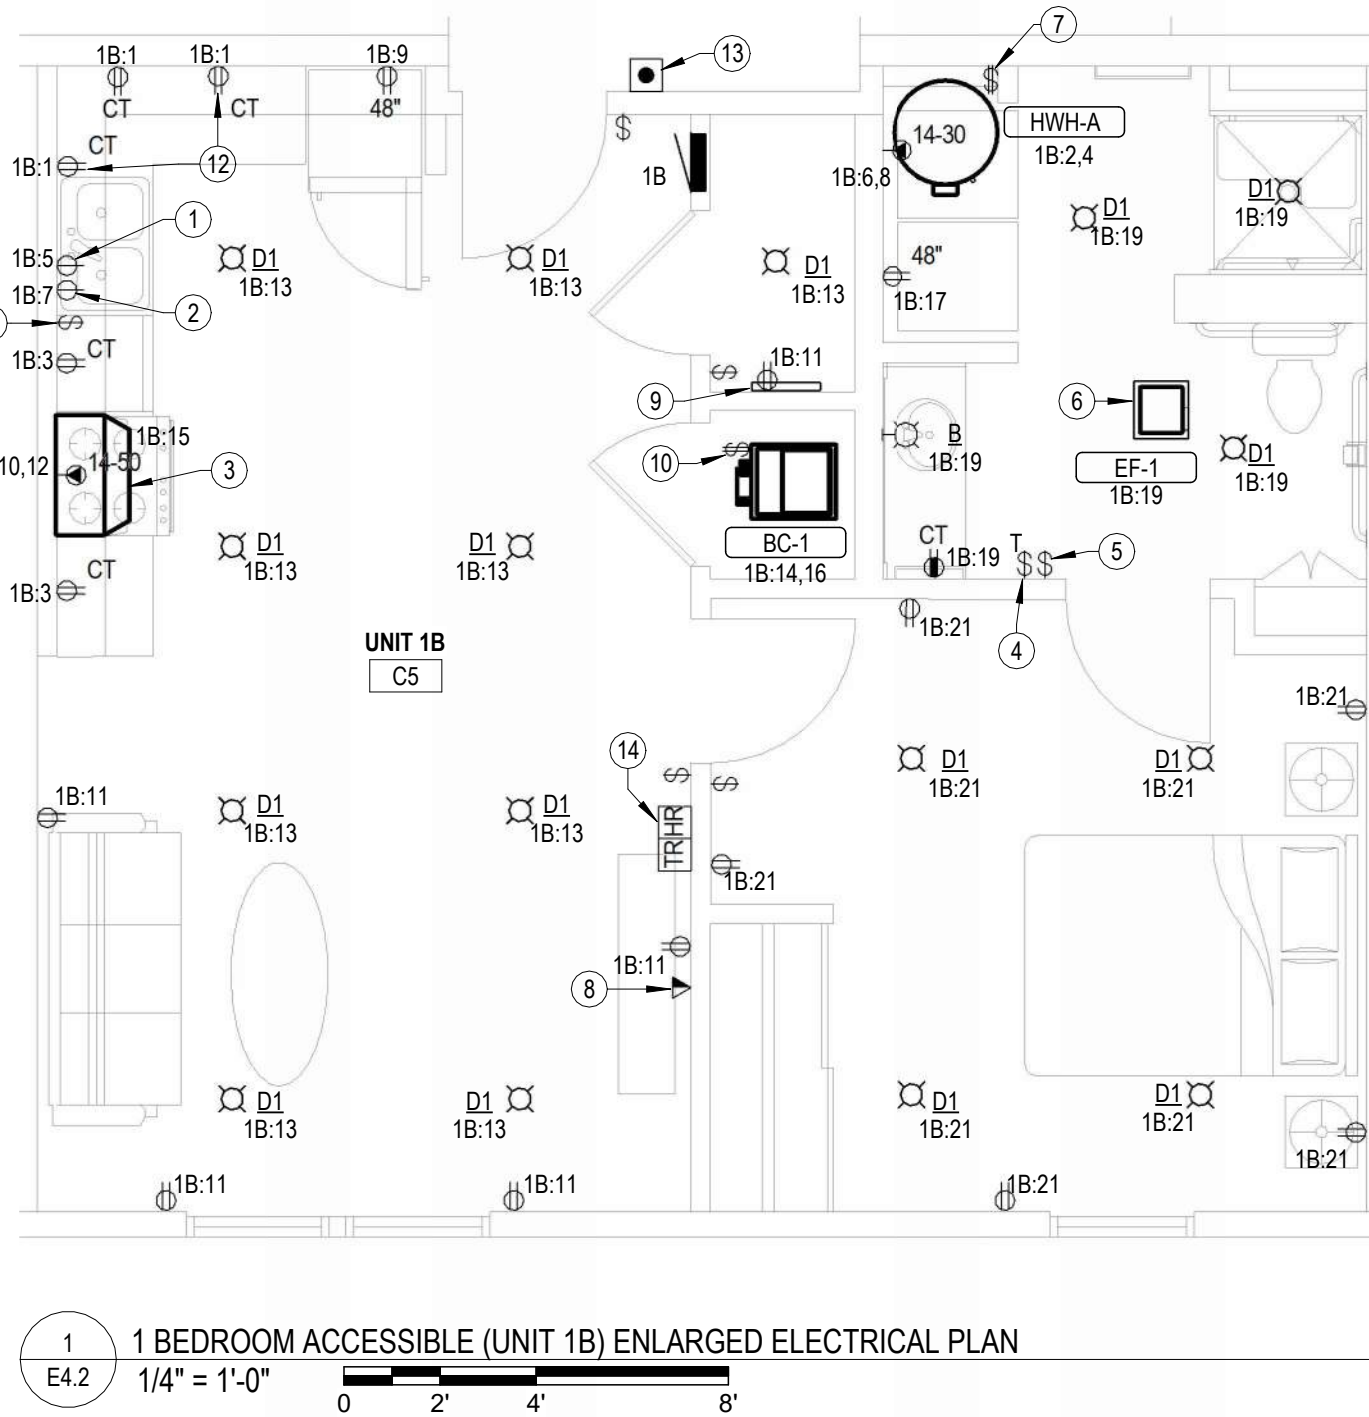 7
1B:1
1B:1
1B:9
13
CT
CT
48"
$
$
HWH-A
14-30
1B:2,4
CT
1B:1
12
1B
1B:6,8
D1
1B:19
D1
1B:19
1
1B:5
D1
1B:13
D1
1B:13
D1
1B:13
48"
1B:17
1B:7
2
$
CT
1B:3
1B:11
$
9
6
1B:15
14-50
10,12
3
10
$
B
1B:19
EF-1
1B:19
D1
1B:19
D1
1B:13
D1
1B:13
BC-1
1B:14,16
CT
1B:19
T
$ $
5
CT
1B:3
1B:21
4
UNIT 1B
C5
1B:21
14
$
$
D1
1B:21
D1
1B:21
1B:11
D1
1B:13
D1
1B:13
HR
TR
1B:21
1B:11
8
D1
1B:13
D1
1B:13
D1
1B:21
D1
1B:21
1B:21
1B:11
1B:11
1B:21
1
E4.2
1 BEDROOM ACCESSIBLE (UNIT 1B) ENLARGED ELECTRICAL PLAN
1/4" = 1'-0"
0 2' 4' 8'